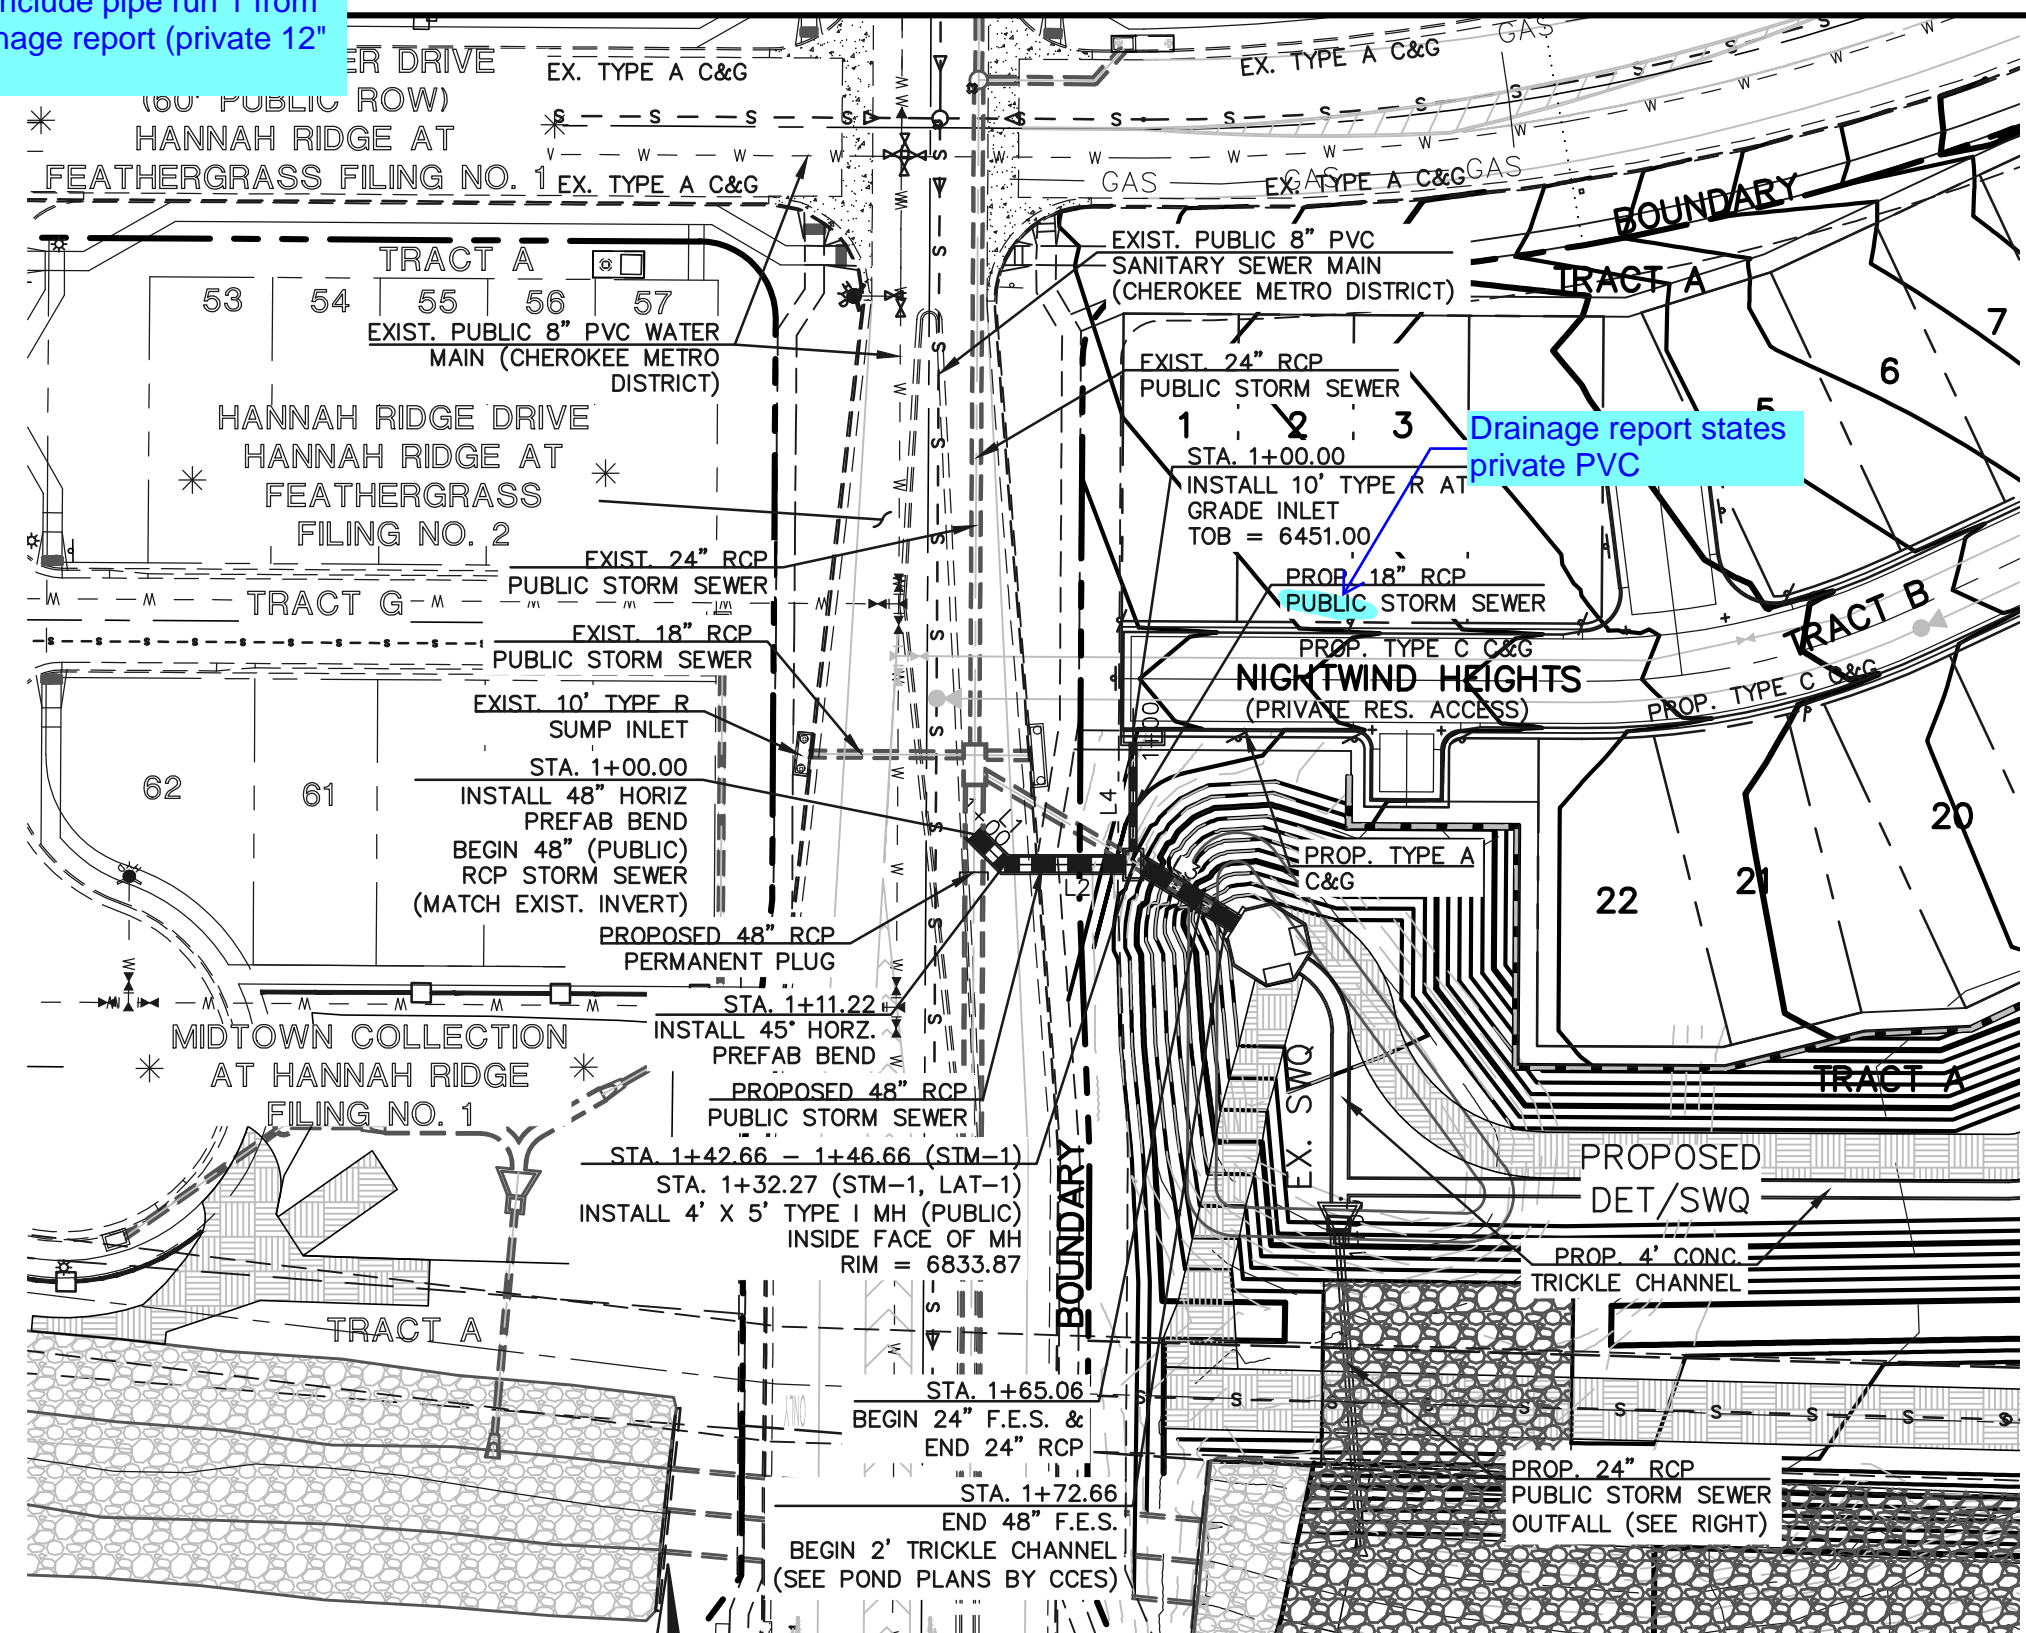 nclude pipe run 1 from
nage report (private 12"
ER DRIVE
(60' PUBLIC ROW)
HANNAH RIDGE AT
FEATHERGRASS FILING NO. 1
EX. TYPE A C&G
EX. TYPE A C&G
GAS
EX. TYPE A C&G
GAS
GAS
GAS
EX. TYPE A C&G
BOUNDARY
TRACT A
TRACT A
53
54
55
56
57
EXIST. PUBLIC 8" PVC
SANITARY SEWER MAIN
(CHEROKEE METRO DISTRICT)
EXIST. PUBLIC 8" PVC WATER
MAIN (CHEROKEE METRO
DISTRICT)
EXIST. 24" RCP
PUBLIC STORM SEWER
1
2
3
5
6
7
HANNAH RIDGE DRIVE
HANNAH RIDGE AT
FEATHERGRASS
FILING NO. 2
Drainage report states
private PVC
STA. 1+00.00
INSTALL 10' TYPE R AT
GRADE INLET
TOB = 6451.00
EXIST. 24" RCP
PUBLIC STORM SEWER
PROP. 18" RCP
PUBLIC STORM SEWER
TRACT G
TRACT B
EXIST. 18" RCP
PUBLIC STORM SEWER
PROP. TYPE C C&G
NIGHTWIND HEIGHTS
(PRIVATE RES. ACCESS)
PROP. TYPE C C&G
EXIST. 10' TYPE R
SUMP INLET
62
61
STA. 1+00.00
INSTALL 48" HORIZ
PREFAB BEND
BEGIN 48" (PUBLIC)
RCP STORM SEWER
(MATCH EXIST. INVERT)
1+00
L4
L1
1+00
L2
L3
PROP. TYPE A
C&G
20
21
22
PROPOSED 48" RCP
PERMANENT PLUG
STA. 1+11.22
INSTALL 45° HORZ.
PREFAB BEND
MIDTOWN COLLECTION
AT HANNAH RIDGE
FILING NO. 1
PROPOSED 48" RCP
PUBLIC STORM SEWER
EX. SWQ
TRACT A
BOUNDARY
STA. 1+42.66 – 1+46.66 (STM–1)
STA. 1+32.27 (STM–1, LAT–1)
INSTALL 4' X 5' TYPE I MH (PUBLIC)
INSIDE FACE OF MH
RIM = 6833.87
PROPOSED
DET/SWQ
PROP. 4' CONC.
TRICKLE CHANNEL
TRACT A
ONLY
STA. 1+65.06
BEGIN 24" F.E.S. &
END 24" RCP
STA. 1+72.66
END 48" F.E.S.
BEGIN 2' TRICKLE CHANNEL
(SEE POND PLANS BY CCES)
PROP. 24" RCP
PUBLIC STORM SEWER
OUTFALL (SEE RIGHT)